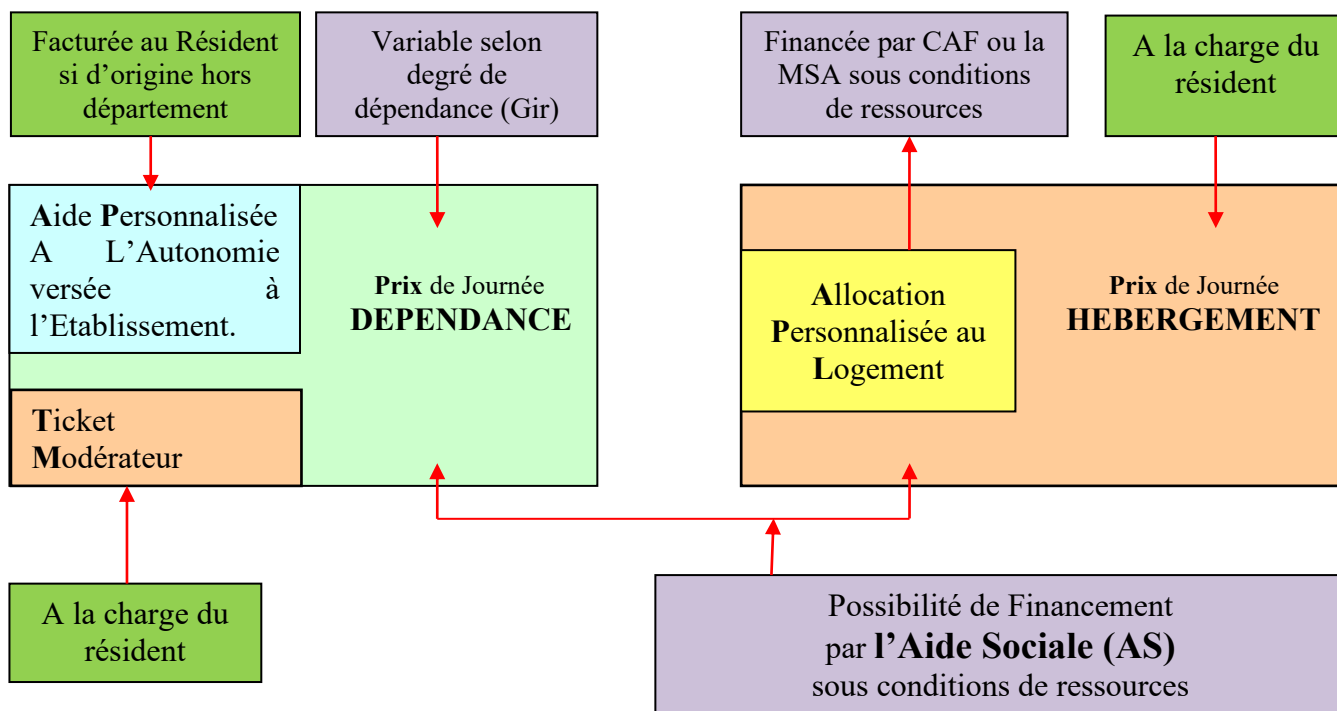 Facturée au Résident
si d’origine hors
département
Variable selon
degré de
dépendance (Gir)
Financée par CAF ou la
MSA sous conditions
de ressources
A la charge du
résident
Aide Personnalisée
A L’Autonomie
versée à
l’Etablissement.
Prix de Journée
DEPENDANCE
Allocation
Personnalisée au
Logement
Prix de Journée
HEBERGEMENT
Ticket
Modérateur
A la charge du
résident
Possibilité de Financement
par l’Aide Sociale (AS)
sous conditions de ressources